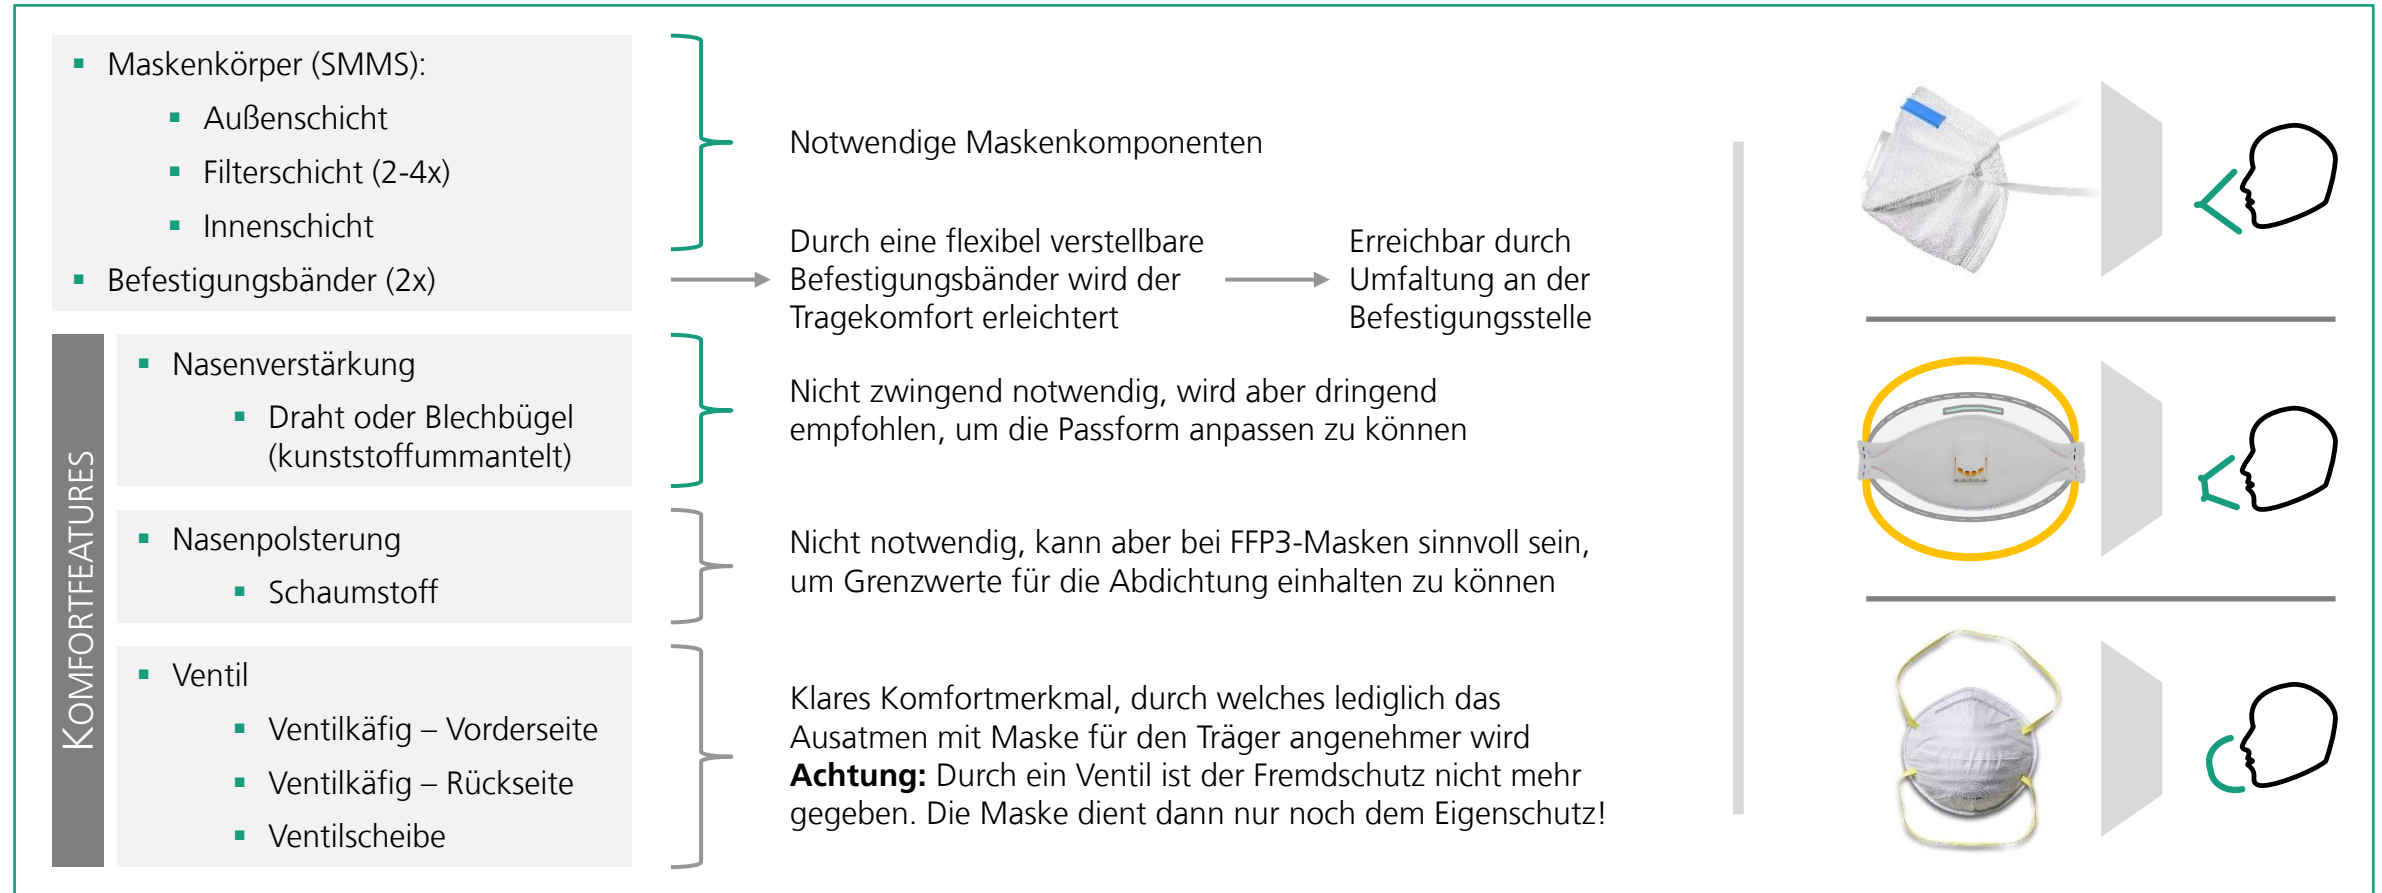 Maskenkörper (SMMS):
Außenschicht
Filterschicht (2-4x)
Innenschicht
Befestigungsbänder (2x)
Notwendige Maskenkomponenten
Durch eine flexibel verstellbare
Befestigungsbänder wird der
Tragekomfort erleichtert
Erreichbar durch
Umfaltung an der
Befestigungsstelle
KOMFORTFEATURES
Nasenverstärkung
Draht oder Blechbügel
(kunststoffummantelt)
Nicht zwingend notwendig, wird aber dringend
empfohlen, um die Passform anpassen zu können
Nasenpolsterung
Schaumstoff
Nicht notwendig, kann aber bei FFP3-Masken sinnvoll sein,
um Grenzwerte für die Abdichtung einhalten zu können
Ventil
Ventilkäfig – Vorderseite
Ventilkäfig – Rückseite
Ventilscheibe
Klares Komfortmerkmal, durch welches lediglich das
Ausatmen mit Maske für den Träger angenehmer wird
Achtung: Durch ein Ventil ist der Fremdschutz nicht mehr
gegeben. Die Maske dient dann nur noch dem Eigenschutz!